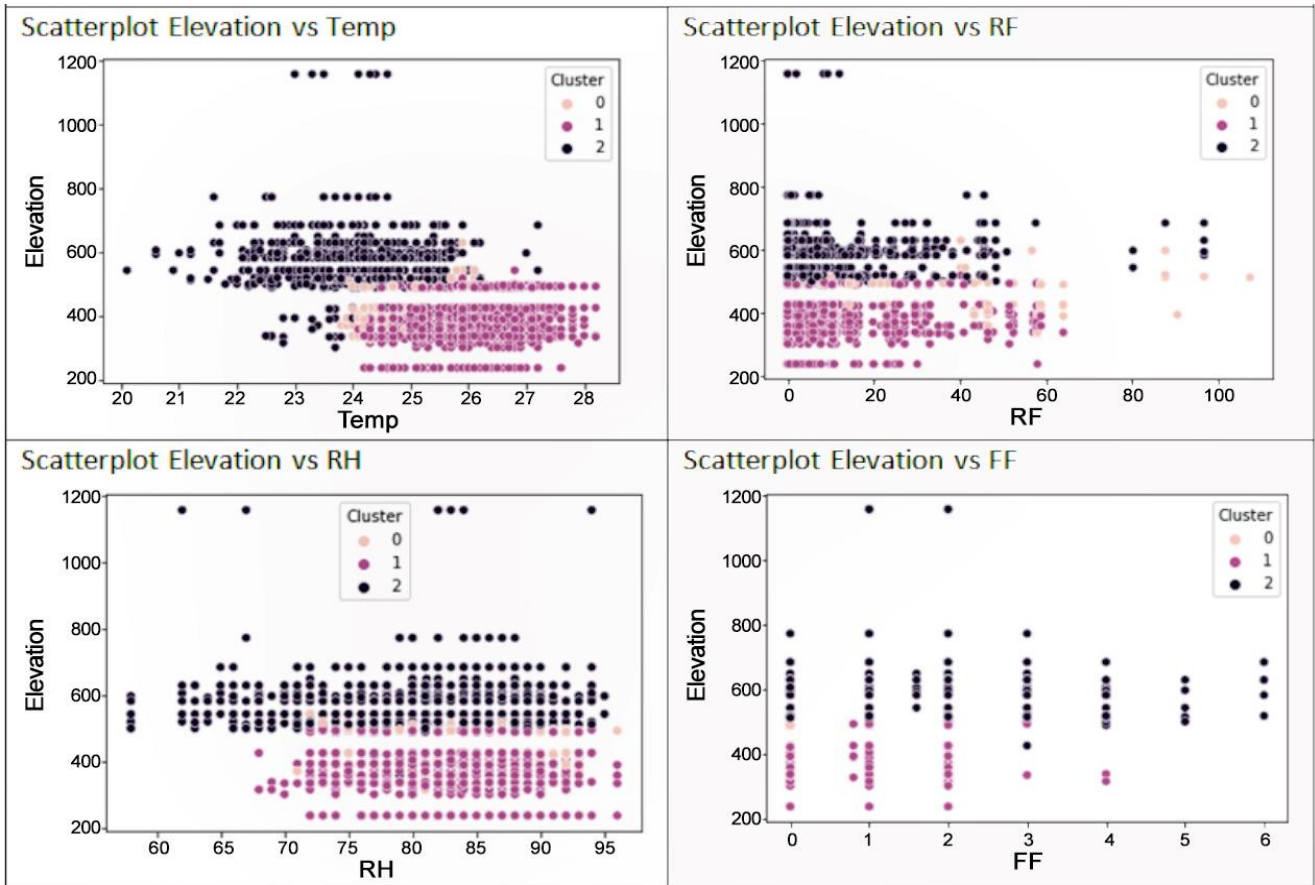 Scatterplot Elevation vs Temp
1200
1000
800
600
400
200
Elevation
Cluster
0
1
2
20 21 22 23 24 25 26 27 28
Temp
Scatterplot Elevation vs RF
1200
1000
800
600
400
200
Elevation
Cluster
0
1
2
0 20 40 60 80 100
RF
Scatterplot Elevation vs RH
1200
1000
800
600
400
200
Elevation
Cluster
0
1
2
60 65 70 75 80 85 90 95
RH
Scatterplot Elevation vs FF
1200
1000
800
600
400
200
Elevation
Cluster
0
1
2
0 1 2 3 4 5 6
FF